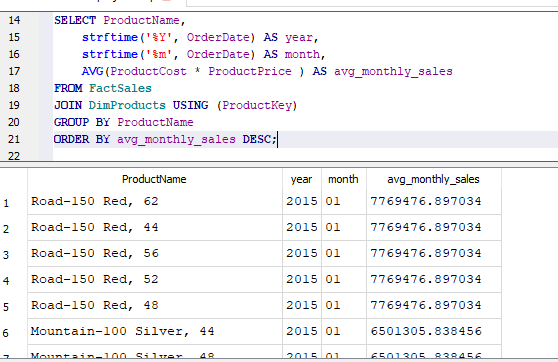 14 SELECT ProductName,
15 strftime('%Y', OrderDate) AS year,
16 strftime('%m', OrderDate) AS month,
17 AVG(ProductCost * ProductPrice ) AS avg_monthly_sales
18 FROM FactSales
19 JOIN DimProducts USING (ProductKey)
20 GROUP BY ProductName
21 ORDER BY avg_monthly_sales DESC;
22
ProductName year month avg_monthly_sales
1 Road-150 Red, 62 2015 01 7769476.897034
2 Road-150 Red, 44 2015 01 7769476.897034
3 Road-150 Red, 56 2015 01 7769476.897034
4 Road-150 Red, 52 2015 01 7769476.897034
5 Road-150 Red, 48 2015 01 7769476.897034
6 Mountain-100 Silver, 44 2015 01 6501305.838456
Mountain-100 Silver, 48 2015 01 6501305.838456